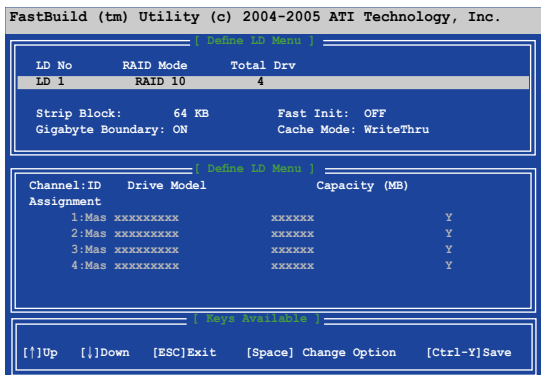 FastBuild (tm) Utility (c) 2004-2005 ATI Technology, Inc.
[ Define LD Menu ]
LD No RAID Mode Total Drv
LD 1 RAID 10 4
Strip Block: 64 KB Fast Init: OFF
Gigabyte Boundary: ON Cache Mode: WriteThru
[ Define LD Menu ]
Channel:ID Drive Model Capacity (MB)
Assignment
1:Mas xxxxxxxxx xxxxxx Y
2:Mas xxxxxxxxx xxxxxx Y
3:Mas xxxxxxxxx xxxxxx Y
4:Mas xxxxxxxxx xxxxxx Y
[ Keys Available ]
[↑]Up [↓]Down [ESC]Exit [Space] Change Option [Ctrl-Y]Save